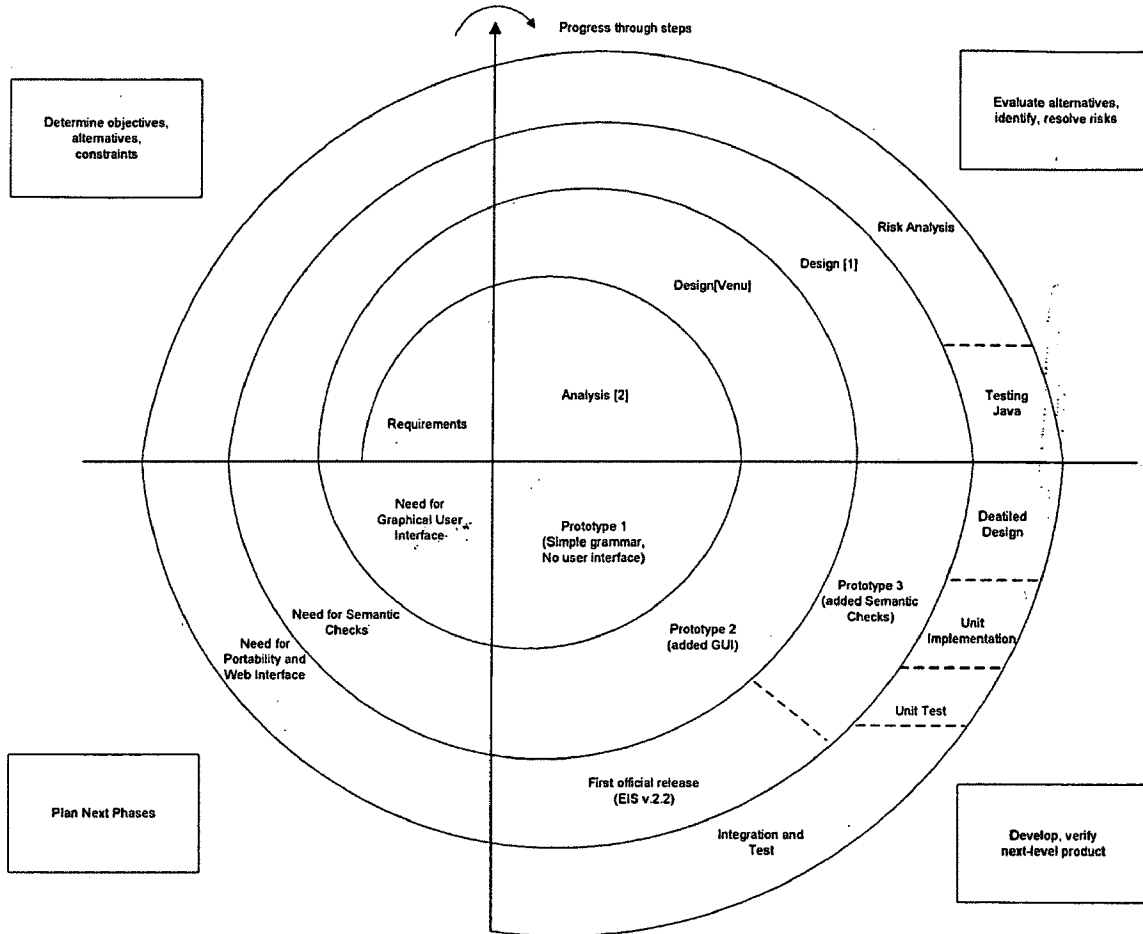 Progress through steps
Determine objectives,
alternatives,
constraints
Evaluate alternatives,
identify, resolve risks
Risk Analysis
Design [1]
Design[Venu]
Analysis [2]
Requirements
Testing
Java
Need for
Graphical User
Interface
Prototype 1
(Simple grammar,
No user interface)
Deatiled
Design
Prototype 3
(added Semantic
Checks)
Need for Semantic
Checks
Prototype 2
(added GUI)
Unit
Implementation
Need for
Portability and
Web Interface
Unit Test
First official release
(EIS v.2.2)
Integration and
Test
Plan Next Phases
Develop, verify
next-level product